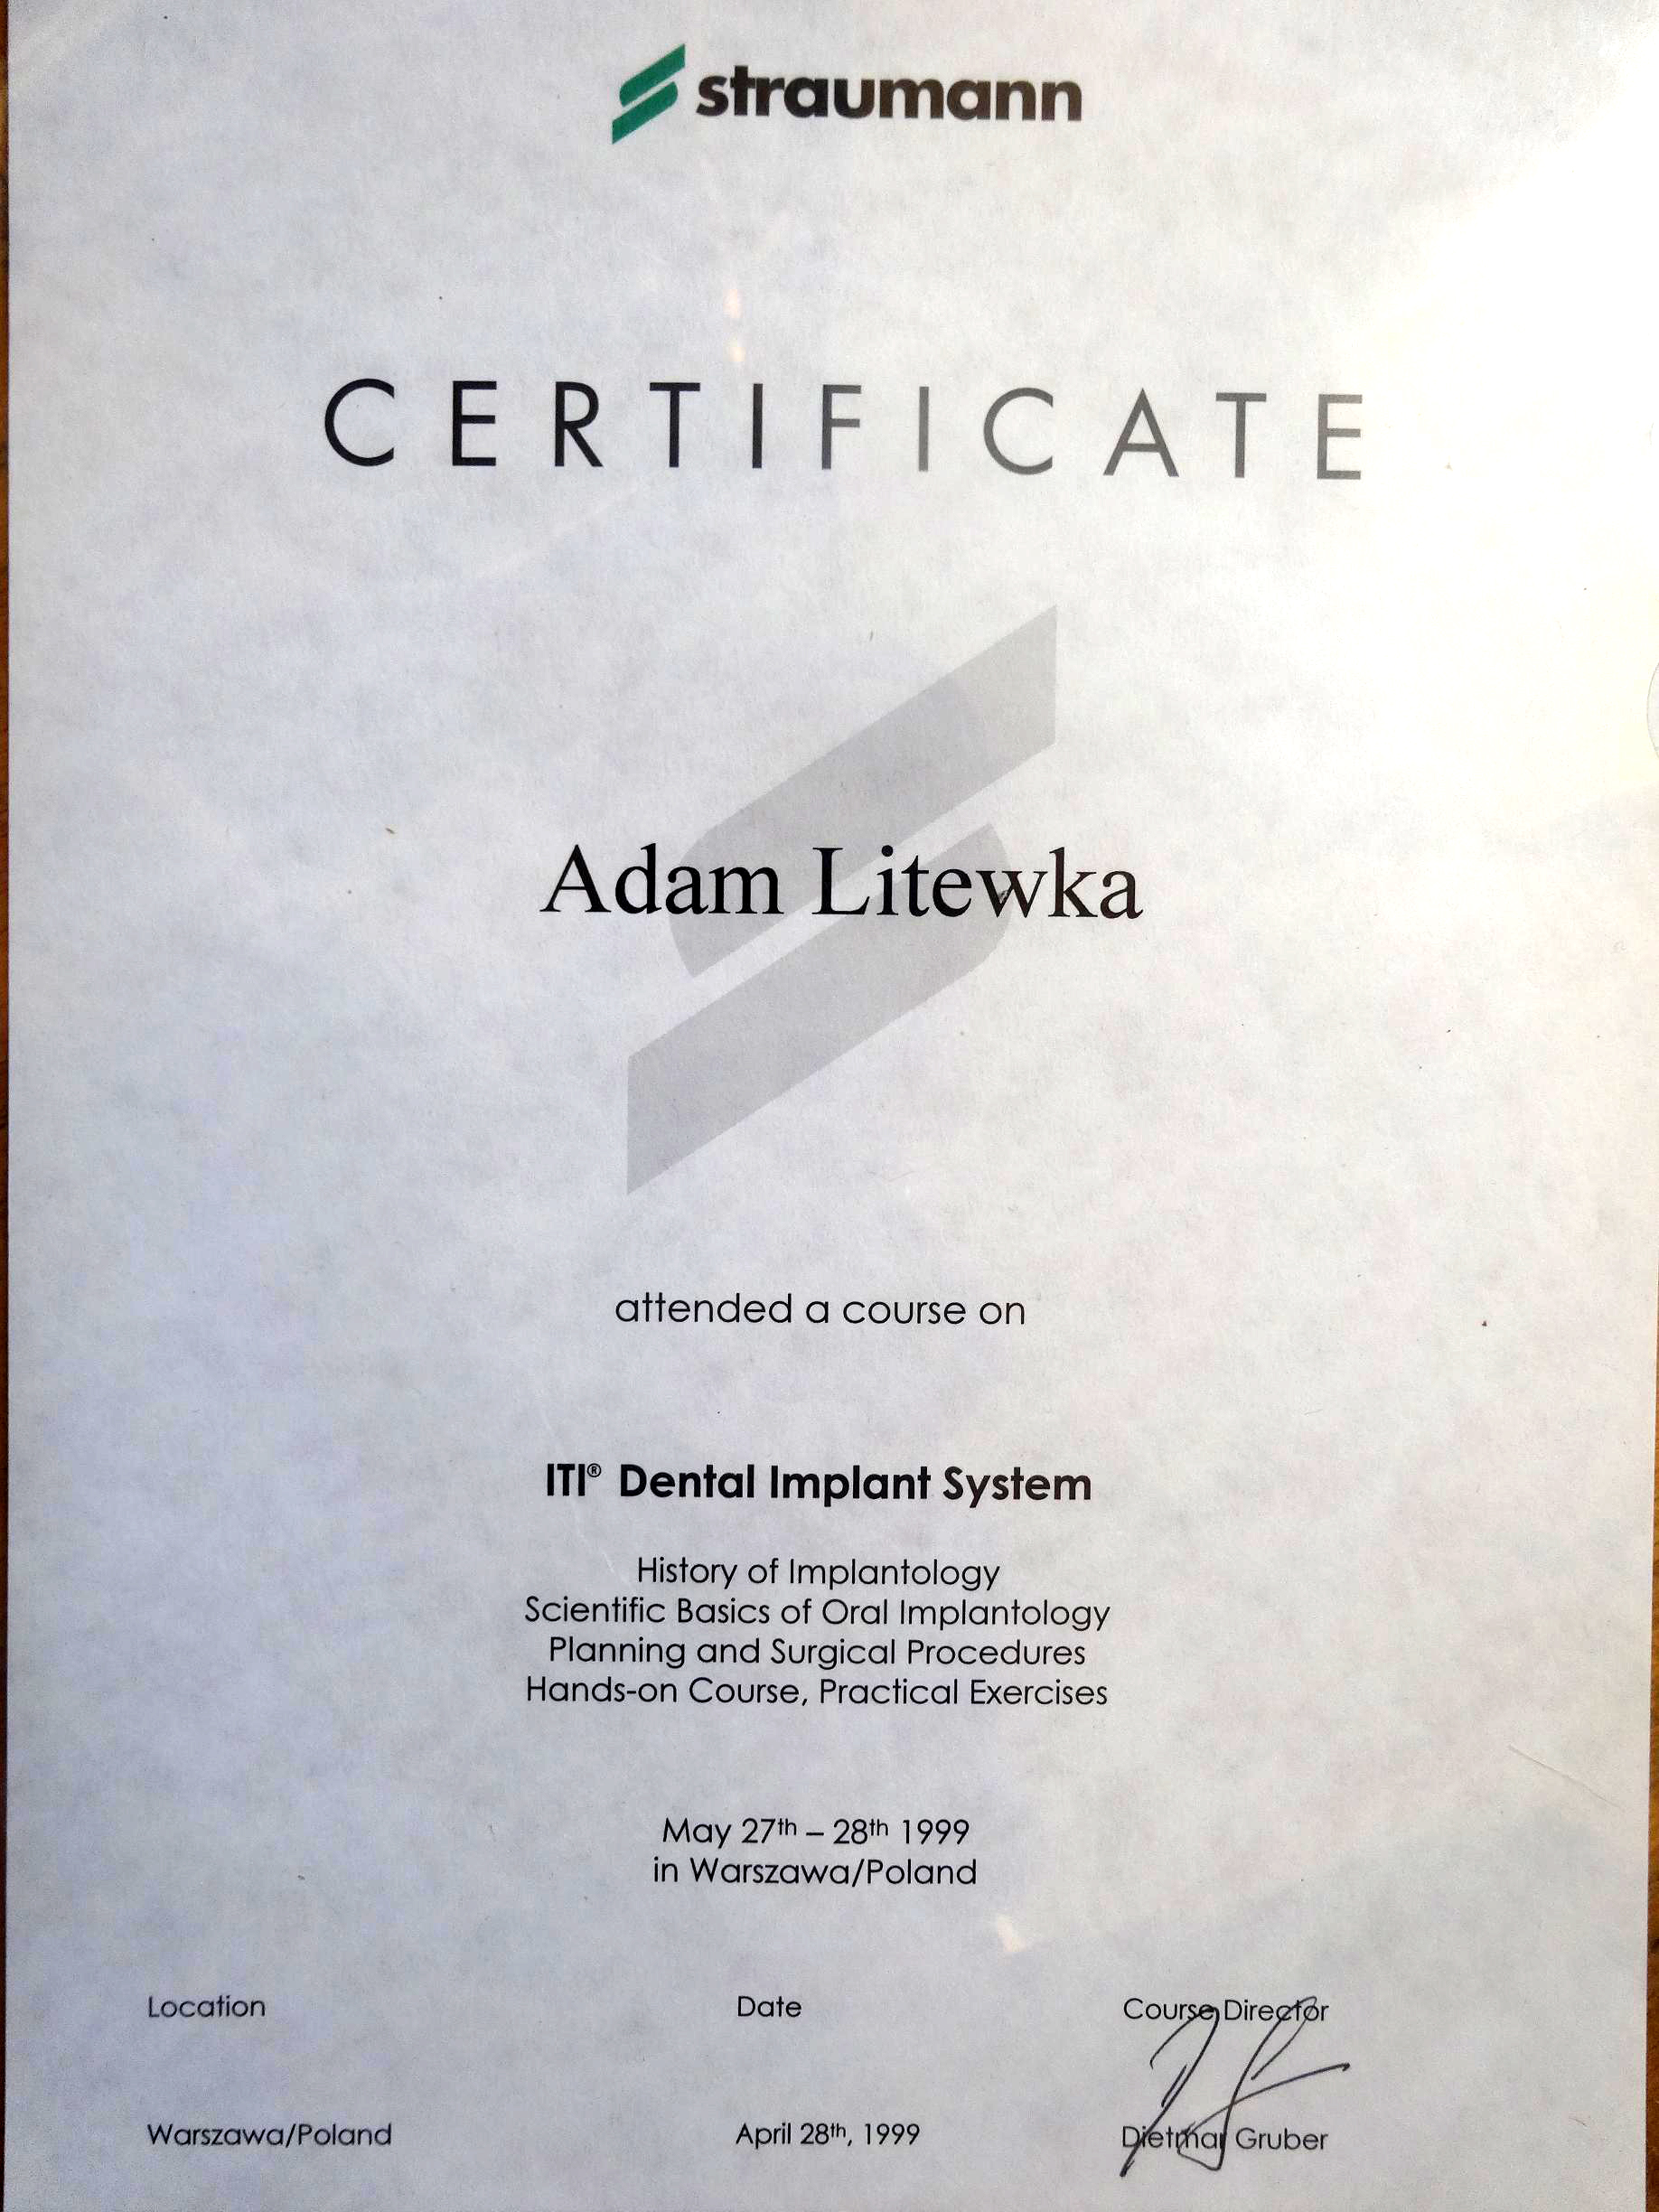 straumann
CERTIFICATE
Adam Litewka
attended a course on
ITI® Dental Implant System
History of Implantology
Scientific Basics of Oral Implantology
Planning and Surgical Procedures
Hands-on Course, Practical Exercises
May 27th – 28th 1999
in Warszawa/Poland
Location Date Course Director
Warszawa/Poland April 28th, 1999 Dietmar Gruber